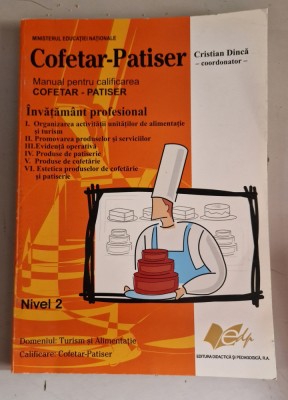 MINISTERUL EDUCAȚIEI NAȚIONALE
Cofetar-Patiser
Cristian Dincă
– coordonator –
Manual pentru calificarea
COFETAR - PATISER
Învățământ profesional
I. Organizarea activității unităților de alimentație
și turism
II. Promovarea produselor și serviciilor
III.Evidență operativă
IV. Produse de patiserie
V. Produse de cofetărie
VI. Estetica produselor de cofetărie
și patiserie
Nivel 2
Domeniul: Turism și Alimentație
Calificare: Cofetar-Patiser
edp
EDITURA DIDACTICĂ ȘI PEDAGOGICĂ, R.A.